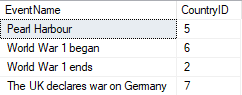 EventName CountryID
Pearl Harbour 5
World War 1 began 6
World War 1 ends 2
The UK declares war on Germany 7